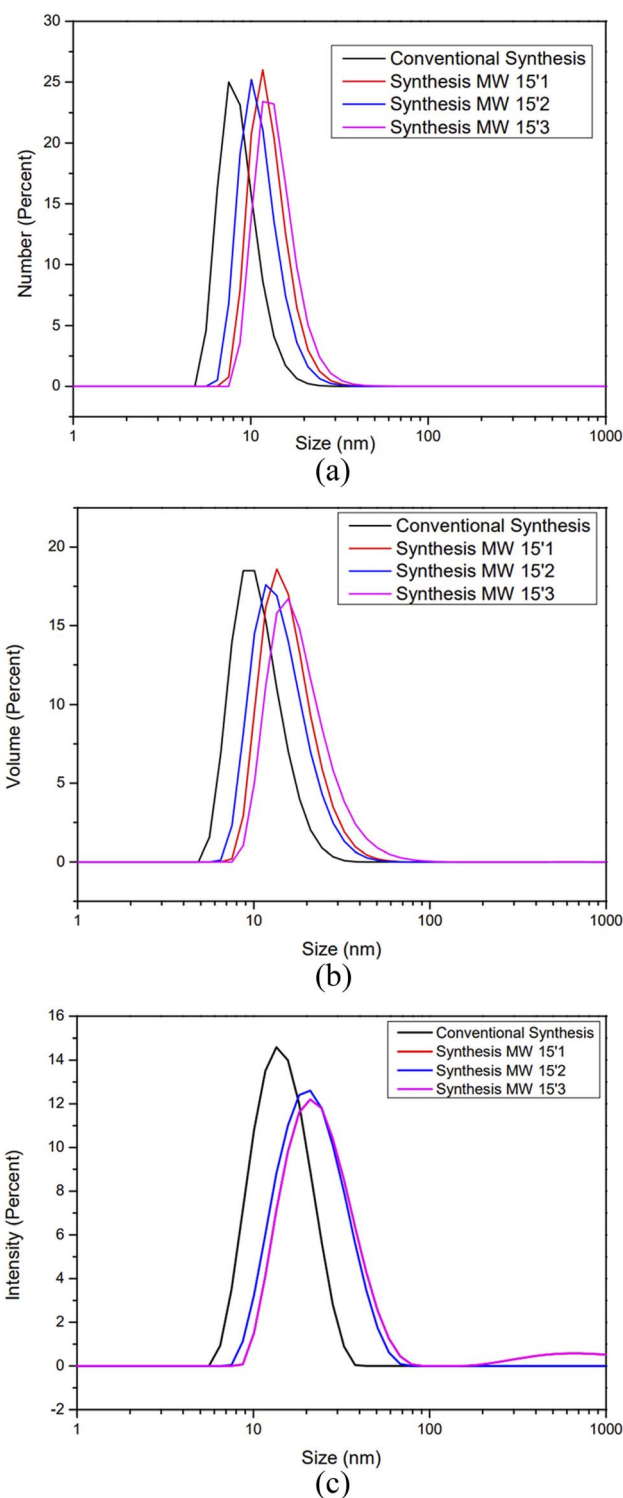 30
25
20
15
10
5
0
Number (Percent)
Conventional Synthesis
Synthesis MW 15'1
Synthesis MW 15'2
Synthesis MW 15'3
1
10
100
1000
Size (nm)
(a)
20
15
10
5
0
Volume (Percent)
Conventional Synthesis
Synthesis MW 15'1
Synthesis MW 15'2
Synthesis MW 15'3
1
10
100
1000
Size (nm)
(b)
16
14
12
10
8
6
4
2
0
-2
Intensity (Percent)
Conventional Synthesis
Synthesis MW 15'1
Synthesis MW 15'2
Synthesis MW 15'3
1
10
100
1000
Size (nm)
(c)